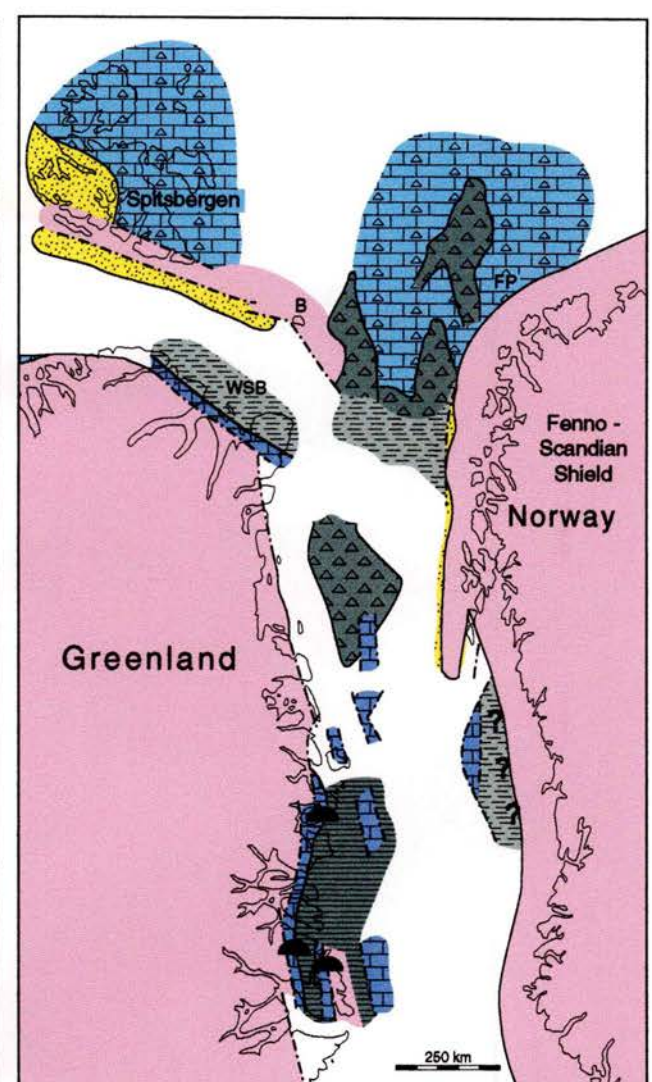 Spitsbergen
B
FP
WSB
Fenno -
Scandian
Shield
Norway
Greenland
250 km